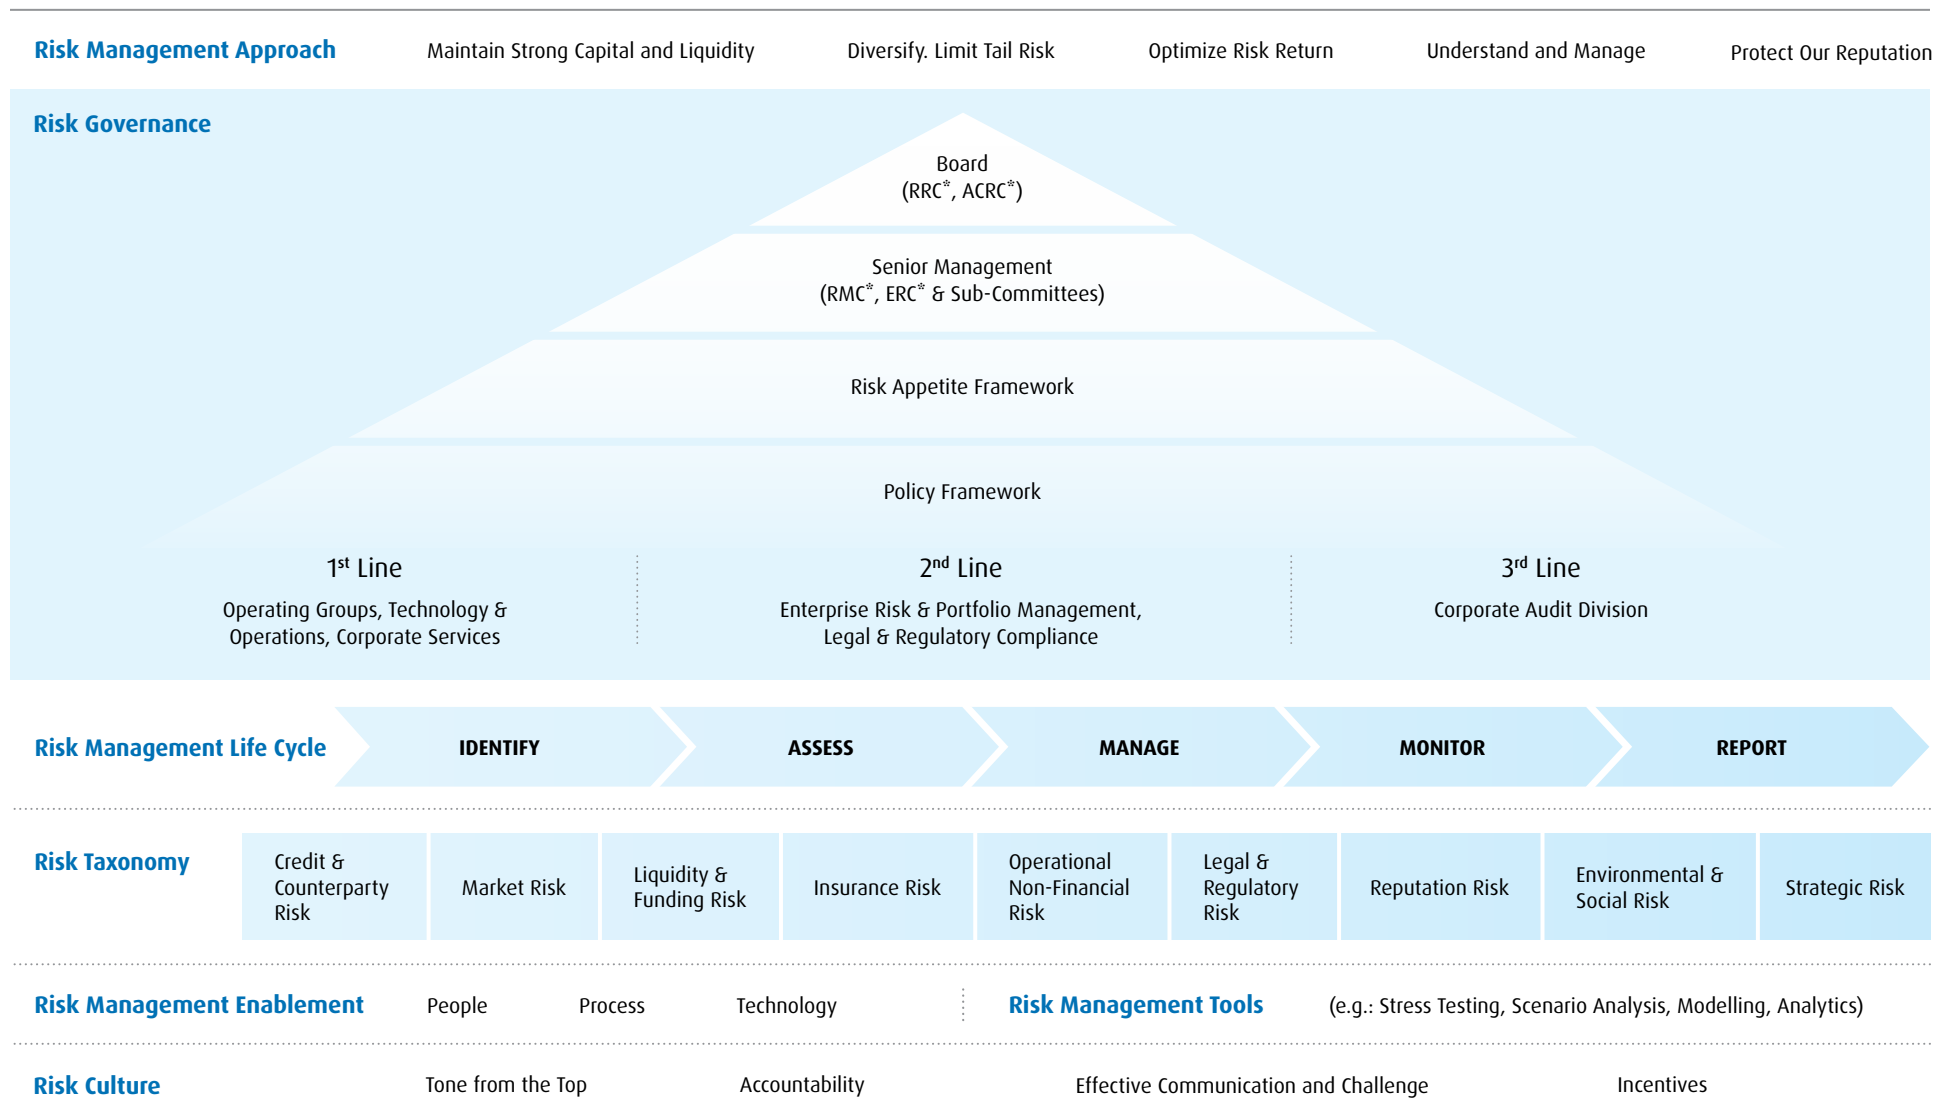 Risk Management Approach Maintain Strong Capital and Liquidity Diversify. Limit Tail Risk Optimize Risk Return Understand and Manage Protect Our Reputation
Risk Governance
Board
(RRC*, ACRC*)
Senior Management
(RMC*, ERC* & Sub-Committees)
Risk Appetite Framework
Policy Framework
1st Line
Operating Groups, Technology &
Operations, Corporate Services
2nd Line
Enterprise Risk & Portfolio Management,
Legal & Regulatory Compliance
3rd Line
Corporate Audit Division
Risk Management Life Cycle IDENTIFY ASSESS MANAGE MONITOR REPORT
Risk Taxonomy
Credit &
Counterparty
Risk
Market Risk
Liquidity &
Funding Risk
Insurance Risk
Operational
Non-Financial
Risk
Legal &
Regulatory
Risk
Reputation Risk
Environmental &
Social Risk
Strategic Risk
Risk Management Enablement People Process Technology
Risk Management Tools (e.g.: Stress Testing, Scenario Analysis, Modelling, Analytics)
Risk Culture Tone from the Top Accountability Effective Communication and Challenge Incentives